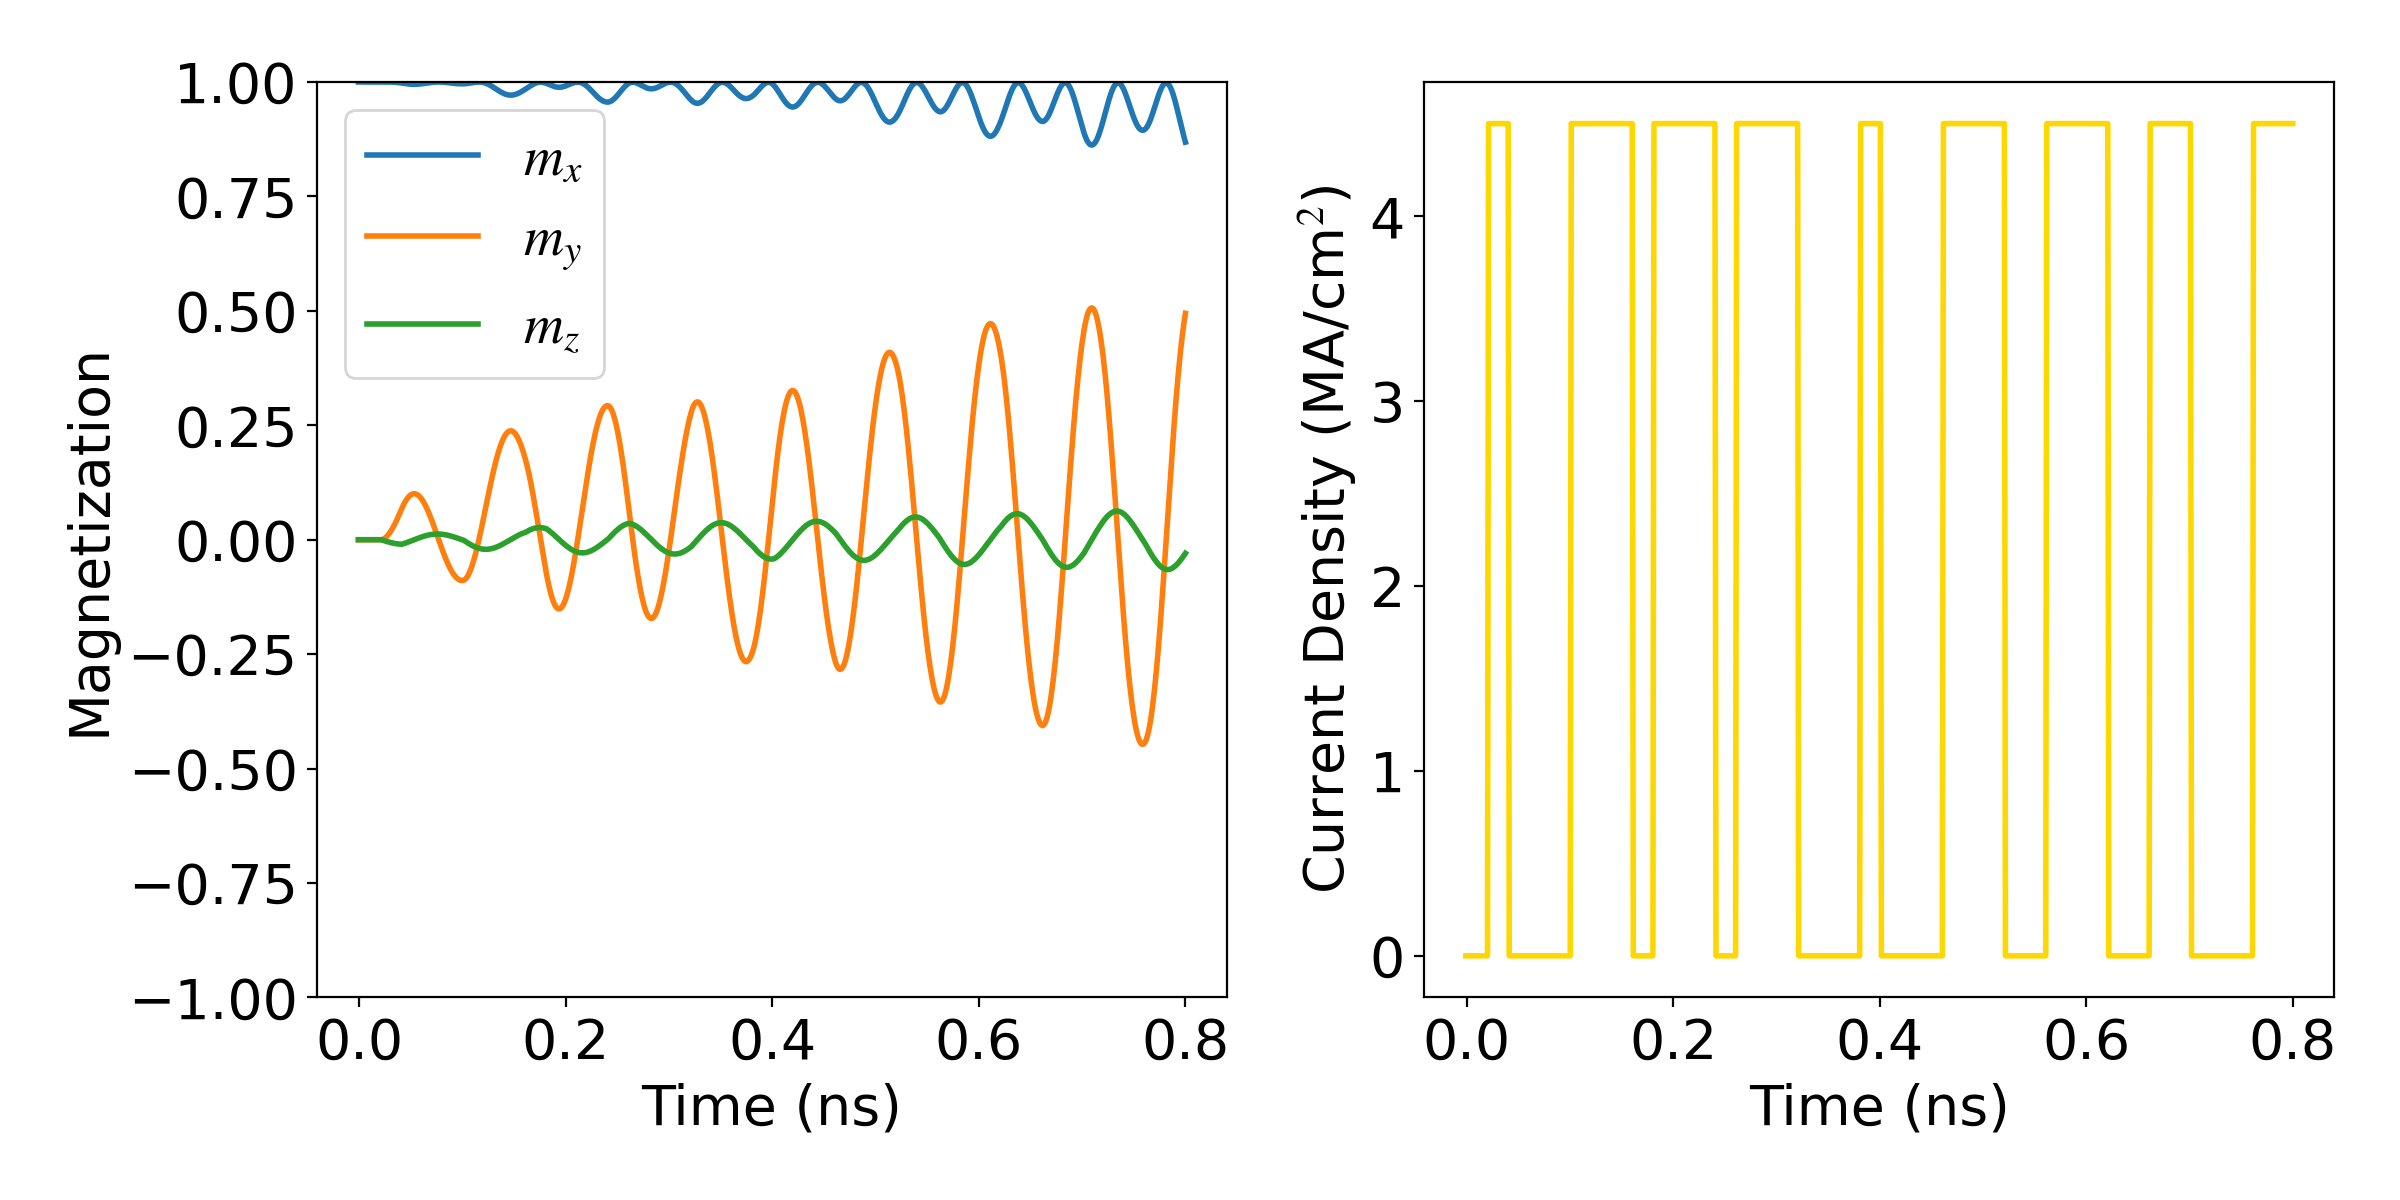 1.00
0.75
0.50
0.25
0.00
−0.25
−0.50
−0.75
−1.00
Magnetization
m_x
m_y
m_z
0.0 0.2 0.4 0.6 0.8
Time (ns)
4
3
2
1
0
Current Density (MA/cm²)
0.0 0.2 0.4 0.6 0.8
Time (ns)